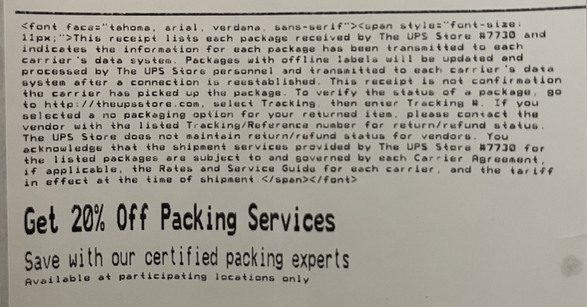 <font face="tahoma, arial, verdana, sans-serif"><span style="font-size:
11px;">This receipt lists each package received by The UPS Store #7730 and
indicates the information for each package has been transmitted to each
carrier's data system. Packages with offline labels will be updated and
processed by The UPS Store personnel and transmitted to each carrier's data
system after a connection is reestablished. This receipt is not confirmation
the carrier has picked up the package. To verify the status of a package, go
to http://theupsstore.com, select Tracking, then enter Tracking #. If you
selected a no packaging option for your returned item, please contact the
vendor with the listed Tracking/Reference number for return/refund status.
The UPS Store does not maintain return/refund status for vendors. You
acknowledge that the shipment services provided by The UPS Store #7730 for
the listed packages are subject to and governed by each Carrier Agreement,
if applicable, the Rates and Service Guide for each carrier, and the tariff
in effect at the time of shipment </span></font>
Get 20% Off Packing Services
Save with our certified packing experts
Available at participating locations only